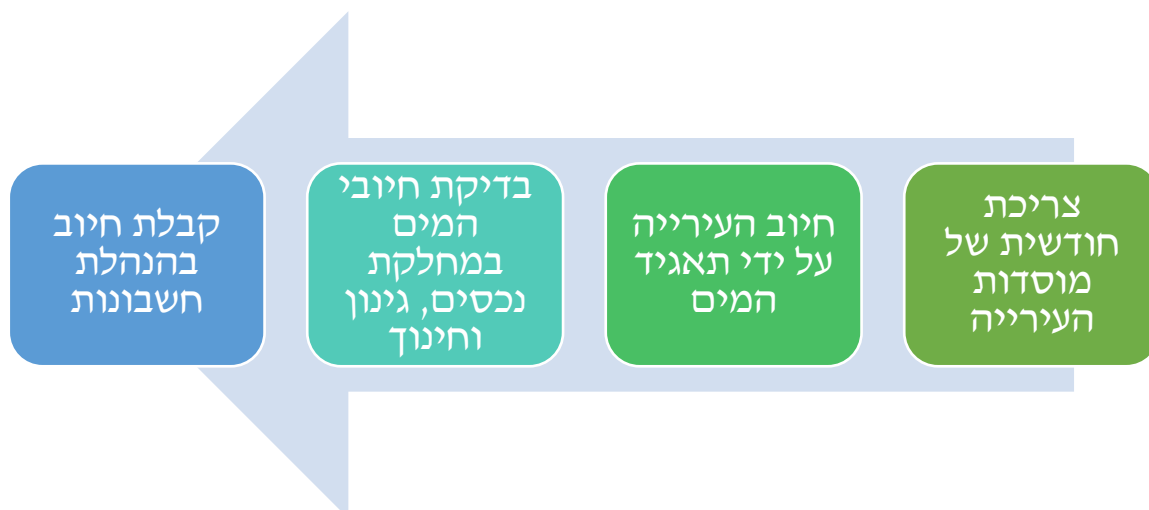 צריכת
חודשית של
מוסדות
העירייה
חיוב העירייה
על ידי תאגיד
המים
בדיקת חיובי
המים
במחלקת
נכסים, גינון
וחינוך
קבלת חיוב
בהנהלת
חשבונות